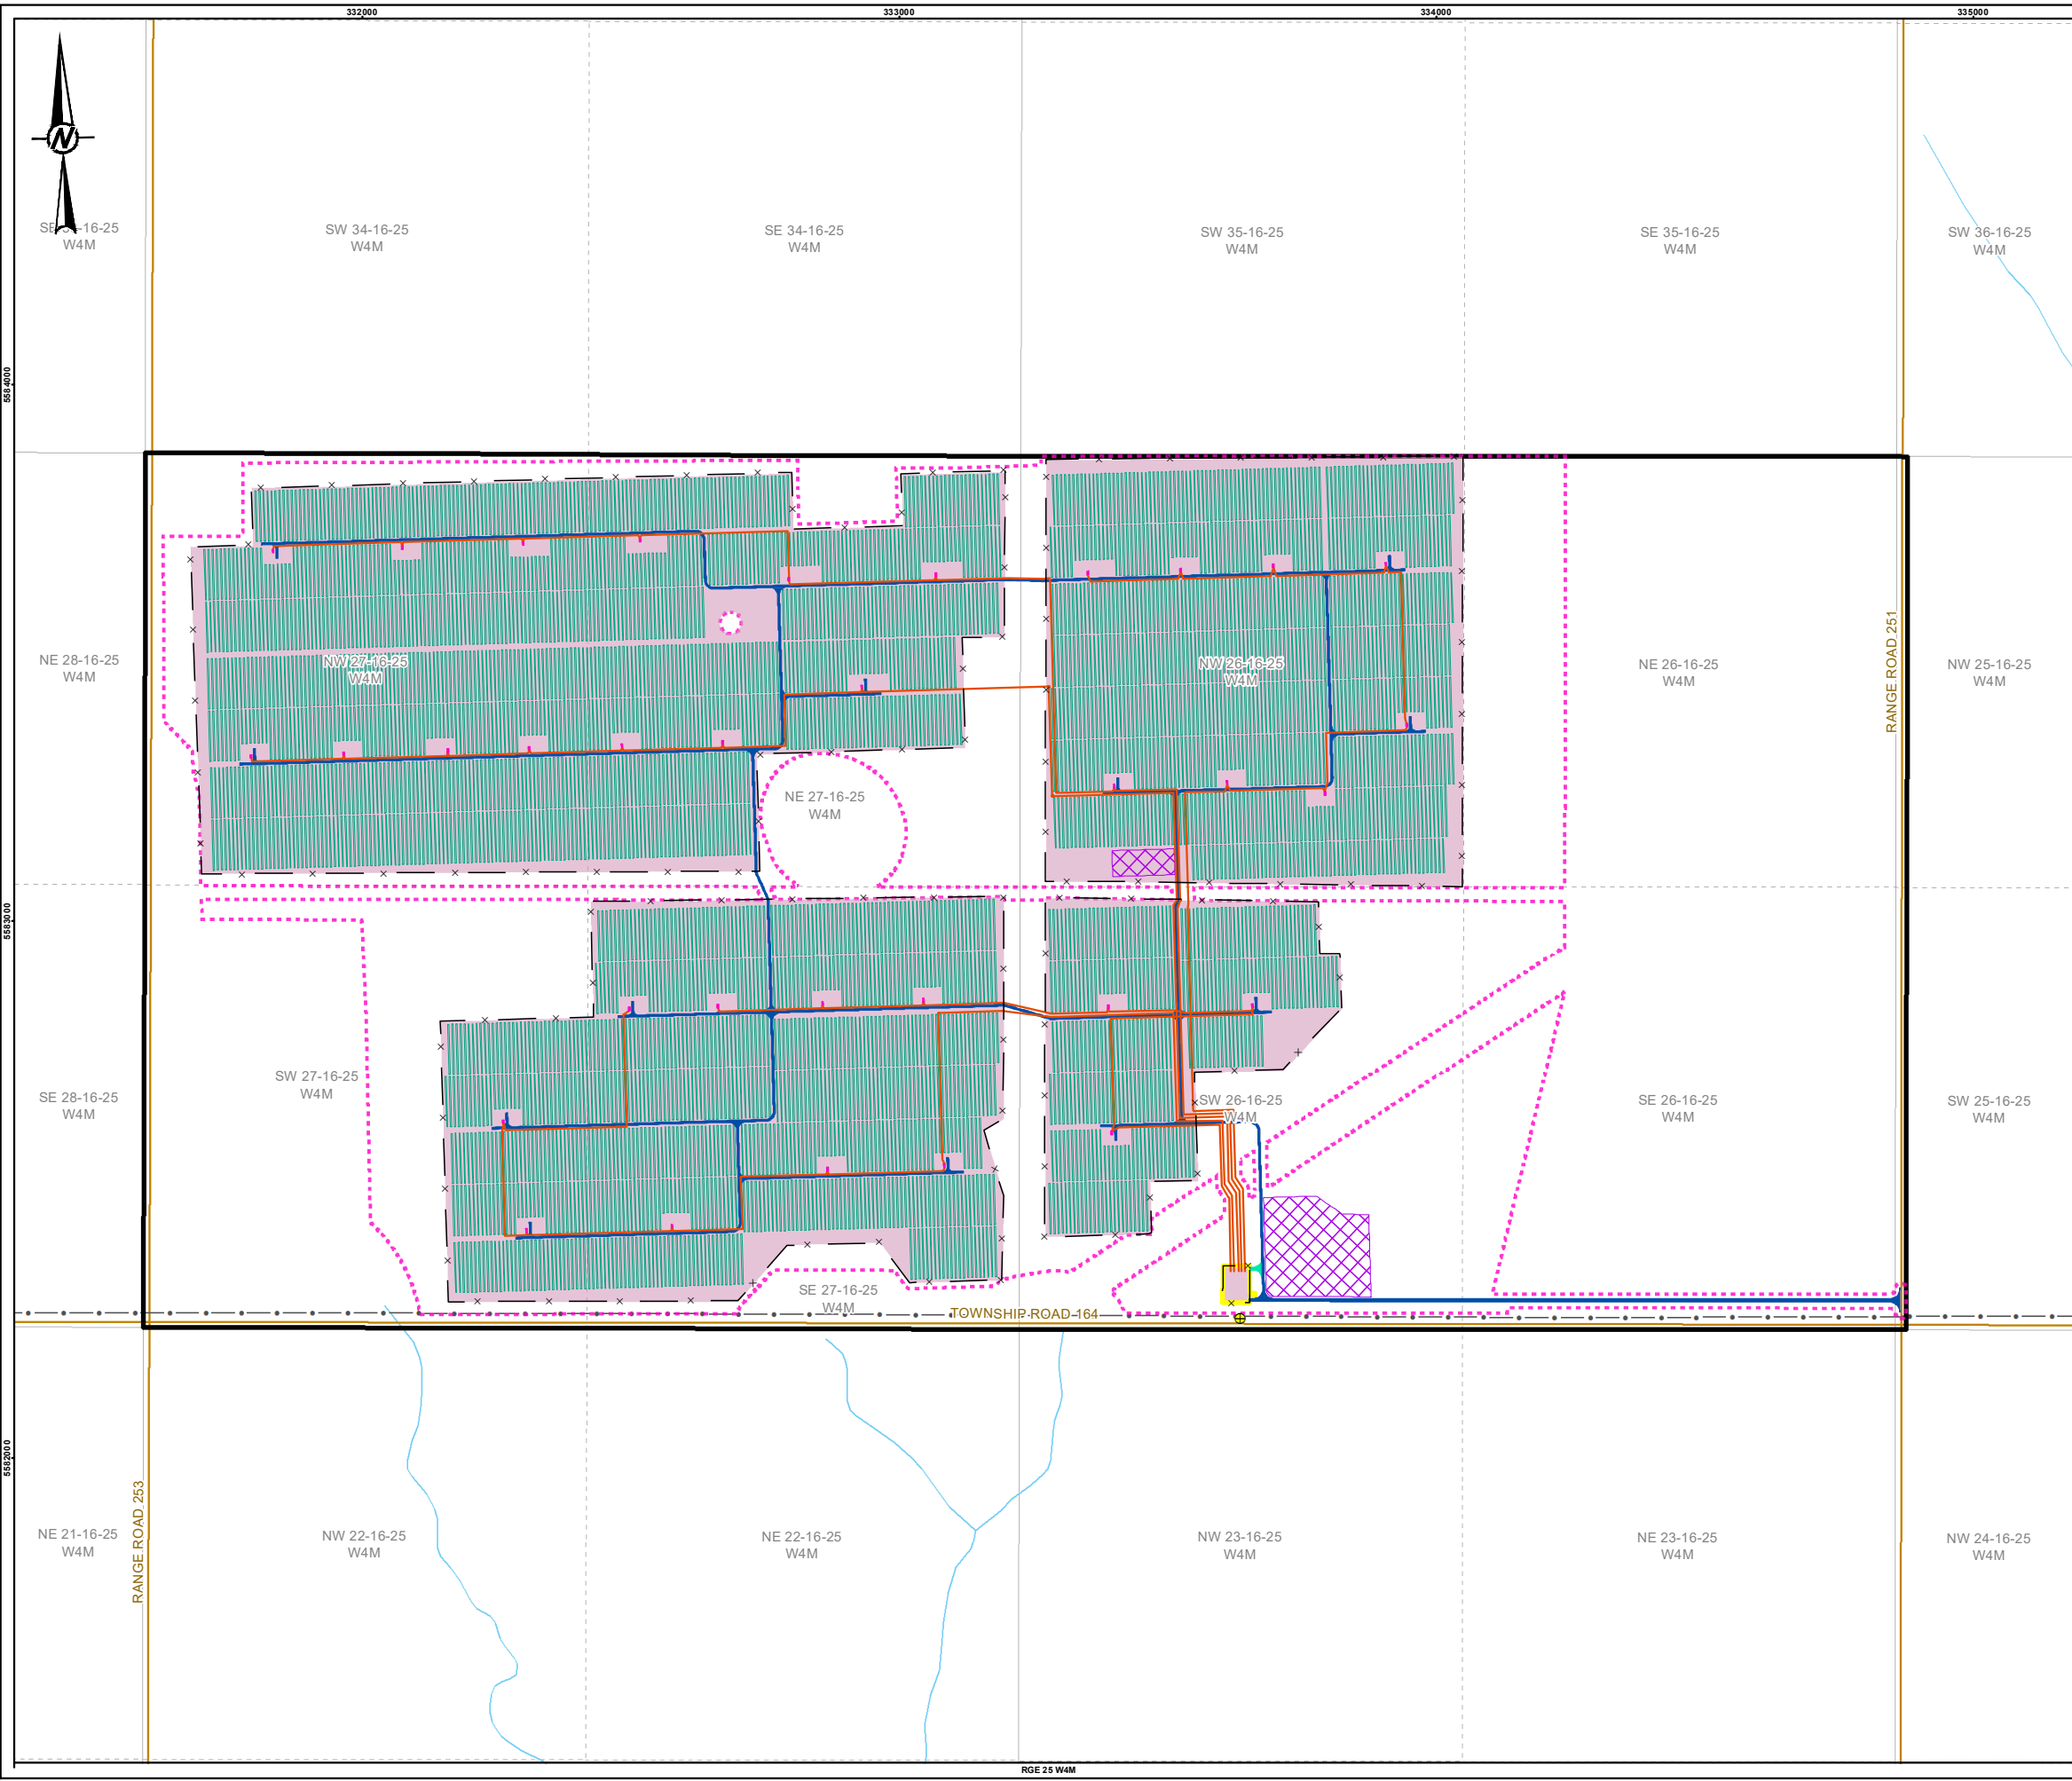 332000
333000
334000
335000
N
5584000
5583000
5582000
W4M
SW 34-16-25
W4M
SE 34-16-25
W4M
SW 35-16-25
W4M
SE 35-16-25
W4M
SW 36-16-25
W4M
NE 28-16-25
W4M
NW 27-16-25
W4M
NW 26-16-25
W4M
NE 26-16-25
W4M
RANGE ROAD 251
NW 25-16-25
W4M
NE 27-16-25
W4M
SE 28-16-25
W4M
SW 27-16-25
W4M
SW 26-16-25
W4M
SE 26-16-25
W4M
SW 25-16-25
W4M
SE 27-16-25
W4M
TOWNSHIP ROAD 164
RANGE ROAD 253
NE 21-16-25
W4M
NW 22-16-25
W4M
NE 22-16-25
W4M
NW 23-16-25
W4M
NE 23-16-25
W4M
NW 24-16-25
W4M
RGE 25 W4M